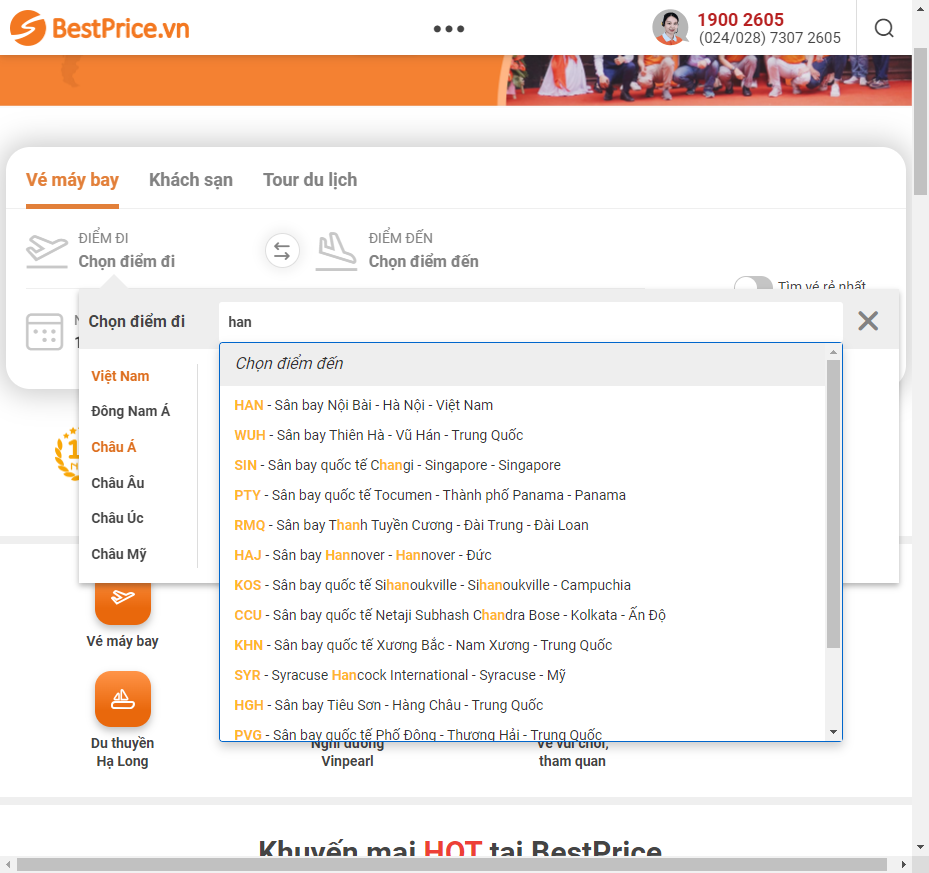 BestPrice.vn
1900 2605
(024/028) 7307 2605
Vé máy bay
Khách sạn
Tour du lịch
ĐIỂM ĐI
Chọn điểm đi
ĐIỂM ĐẾN
Chọn điểm đến
Tìm vé rẻ nhất
Chọn điểm đi
han
Chọn điểm đến
Việt Nam
Đông Nam Á
Châu Á
Châu Âu
Châu Úc
Châu Mỹ
HAN - Sân bay Nội Bài - Hà Nội - Việt Nam
WUH - Sân bay Thiên Hà - Vũ Hán - Trung Quốc
SIN - Sân bay quốc tế Changi - Singapore - Singapore
PTY - Sân bay quốc tế Tocumen - Thành phố Panama - Panama
RMQ - Sân bay Thanh Tuyền Cương - Đài Trung - Đài Loan
HAJ - Sân bay Hannover - Hannover - Đức
KOS - Sân bay quốc tế Sihanoukville - Sihanoukville - Campuchia
CCU - Sân bay quốc tế Netaji Subhash Chandra Bose - Kolkata - Ấn Độ
KHN - Sân bay quốc tế Xương Bắc - Nam Xương - Trung Quốc
SYR - Syracuse Hancock International - Syracuse - Mỹ
HGH - Sân bay Tiêu Sơn - Hàng Châu - Trung Quốc
PVG - Sân bay quốc tế Phố Đông - Thượng Hải - Trung Quốc
Vé máy bay
Du thuyền
Hạ Long
Nghỉ dưỡng
Vinpearl
Vé vui chơi,
tham quan
Khuyến mại HOT tại BestPrice